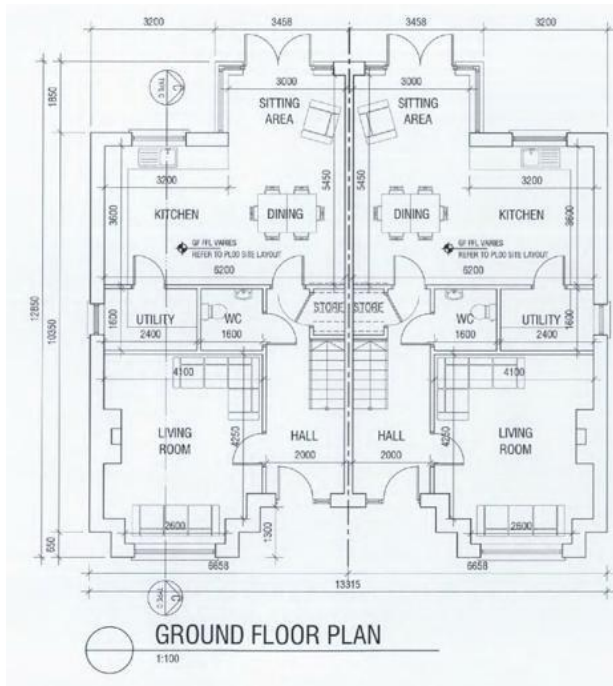 3200 3458 3458 3200
3000 3000
1850
SITTING
AREA
SITTING
AREA
3200 3200
5450 5450
3600 3600
KITCHEN DINING DINING KITCHEN
GF FFL VARIES
REFER TO PL00 SITE LAYOUT
GF FFL VARIES
REFER TO PL00 SITE LAYOUT
6200 6200
12850
10350
1600 1600
UTILITY
2400
WC
1600
STORE STORE
WC
1600
UTILITY
2400
4100 4100
4250 4250
LIVING
ROOM
HALL
2000
HALL
2000
LIVING
ROOM
2600 2600
1300
650
6658 6658
13315
GROUND FLOOR PLAN
1:100